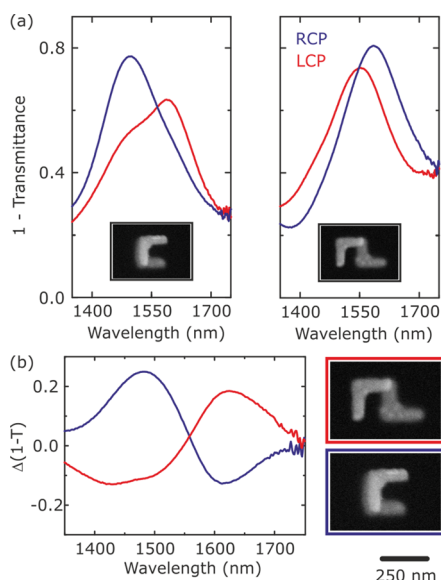 (a)
0.8
0.4
0.0
1 - Transmittance
1400 1550 1700
Wavelength (nm)
RCP
LCP
1400 1550 1700
Wavelength (nm)
(b)
0.2
0.0
-0.2
Δ(1-T)
1400 1500 1600 1700
Wavelength (nm)
250 nm